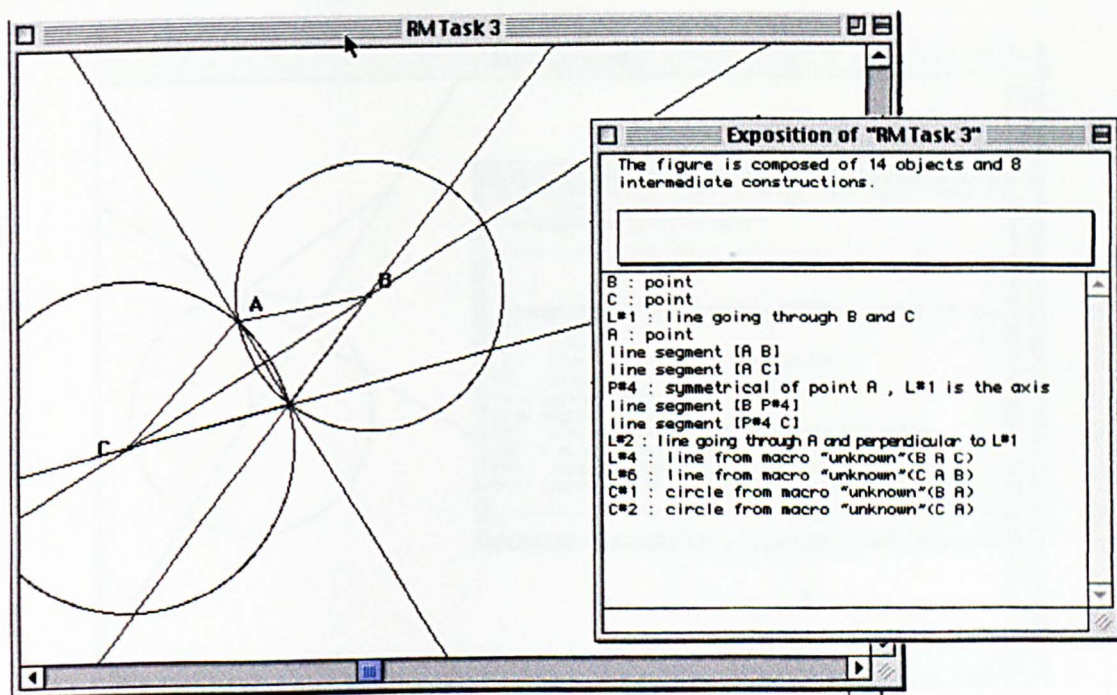 RM Task 3
A
B
C
Exposition of "RM Task 3"
The figure is composed of 14 objects and 8
intermediate constructions.
B : point
C : point
L#1 : line going through B and C
A : point
line segment [A B]
line segment [A C]
P#4 : symmetrical of point A , L#1 is the axis
line segment [B P#4]
line segment [P#4 C]
L#2 : line going through A and perpendicular to L#1
L#4 : line from macro "unknown"(B A C)
L#6 : line from macro "unknown"(C A B)
C#1 : circle from macro "unknown"(B A)
C#2 : circle from macro "unknown"(C A)